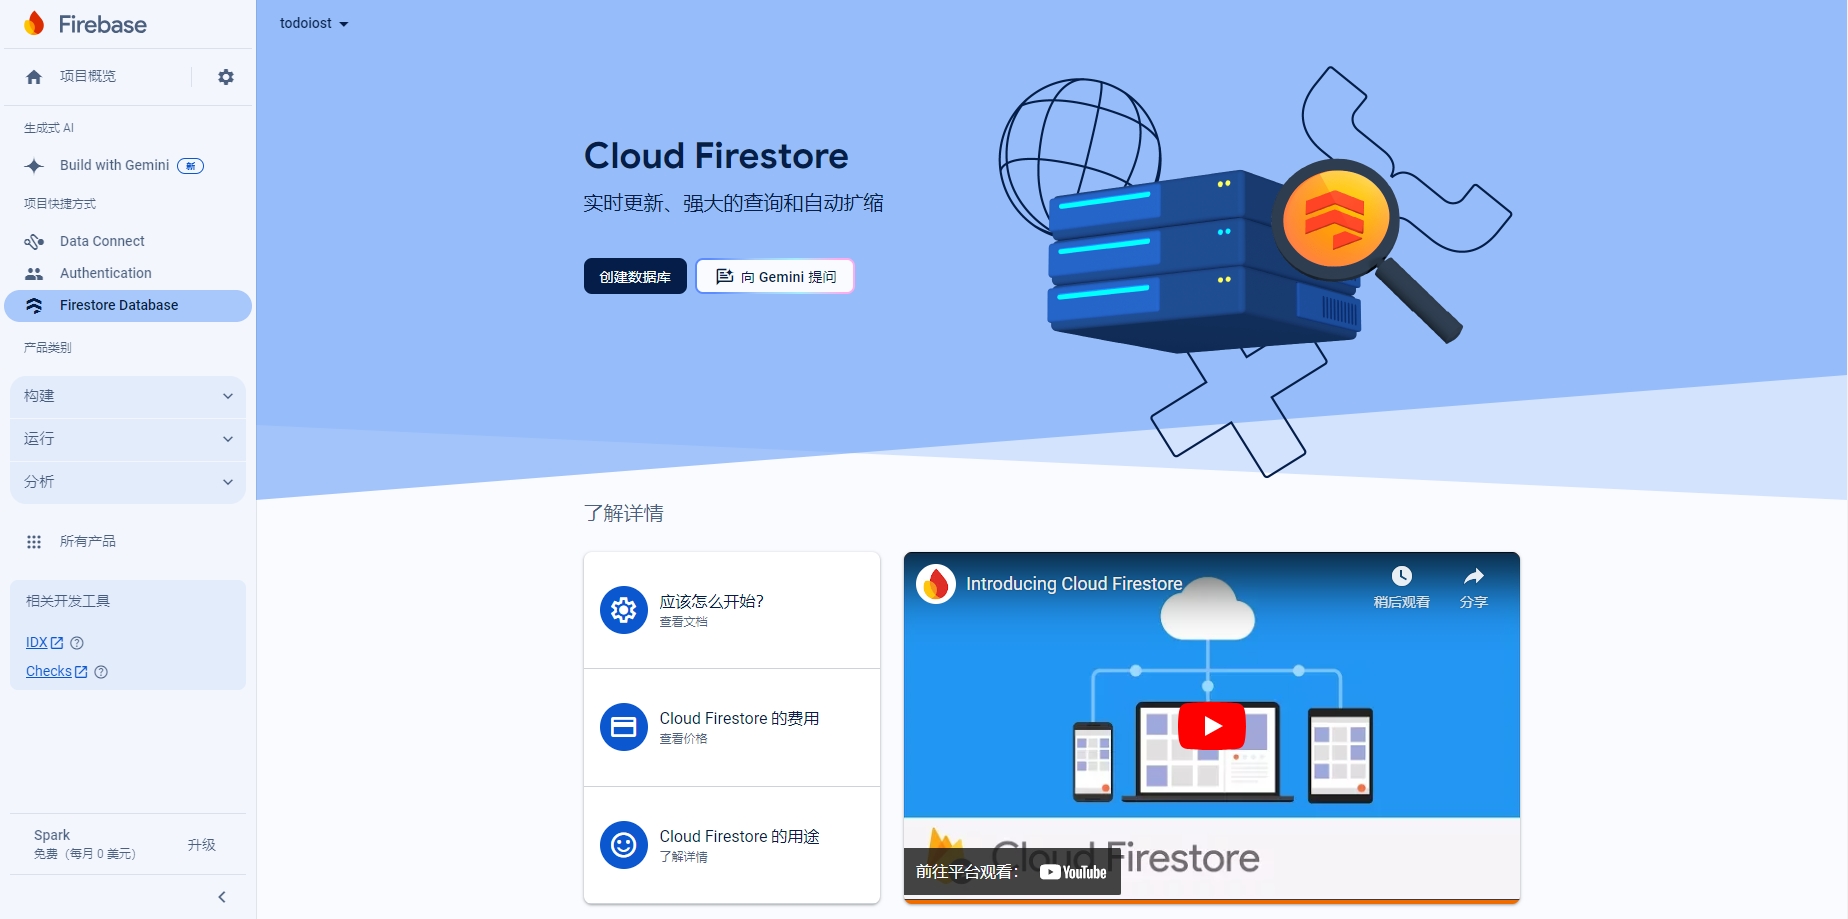 Firebase
项目概览
生成式 AI
Build with Gemini 新
项目快捷方式
Data Connect
Authentication
Firestore Database
产品类别
构建
运行
分析
所有产品
相关开发工具
IDX
Checks
Spark
免费（每月 0 美元）
升级
todoiost
Cloud Firestore
实时更新、强大的查询和自动扩缩
创建数据库
向 Gemini 提问
了解详情
应该怎么开始?
查看文档
Cloud Firestore 的费用
查看价格
Cloud Firestore 的用途
了解详情
Introducing Cloud Firestore
稍后观看
分享
Cloud Firestore
前往平台观看：
YouTube